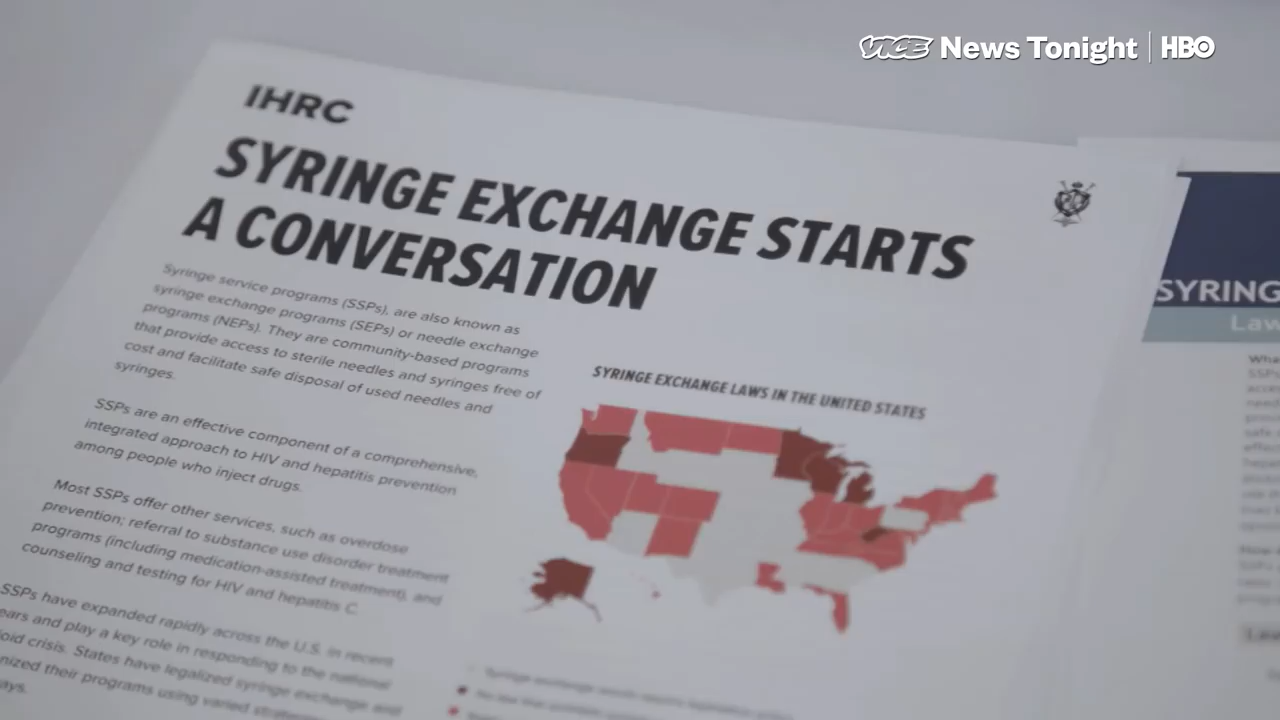 VICE News Tonight | HBO
IHRC
SYRINGE EXCHANGE STARTS
A CONVERSATION
Syringe service programs (SSPs), are also known as
syringe exchange programs (SEPs) or needle exchange
programs (NEPs). They are community-based programs
that provide access to sterile needles and syringes free of
cost and facilitate safe disposal of used needles and
syringes.
SSPs are an effective component of a comprehensive,
integrated approach to HIV and hepatitis prevention
among people who inject drugs.
Most SSPs offer other services, such as overdose
prevention; referral to substance use disorder treatment
programs (including medication-assisted treatment), and
counseling and testing for HIV and hepatitis C.
SSPs have expanded rapidly across the U.S. in recent
ears and play a key role in responding to the national
ioid crisis. States have legalized syringe exchange and
nized their programs using varied
ays.
SYRINGE EXCHANGE LAWS IN THE UNITED STATES
SYRING
Law